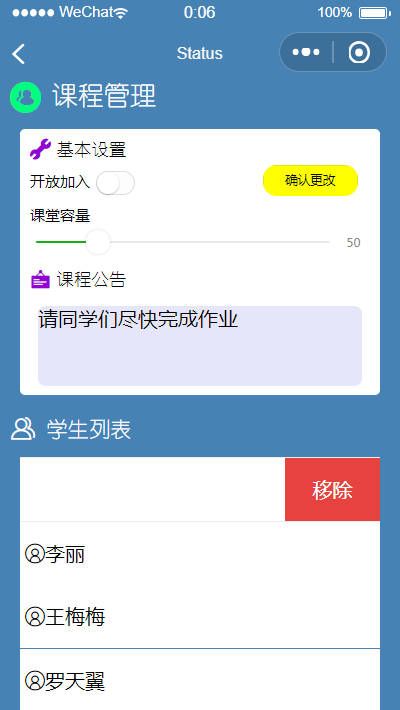 WeChat 0:06 100%
Status
课程管理
基本设置
开放加入
确认更改
课堂容量
50
课程公告
请同学们尽快完成作业
学生列表
移除
李丽
王梅梅
罗天翼